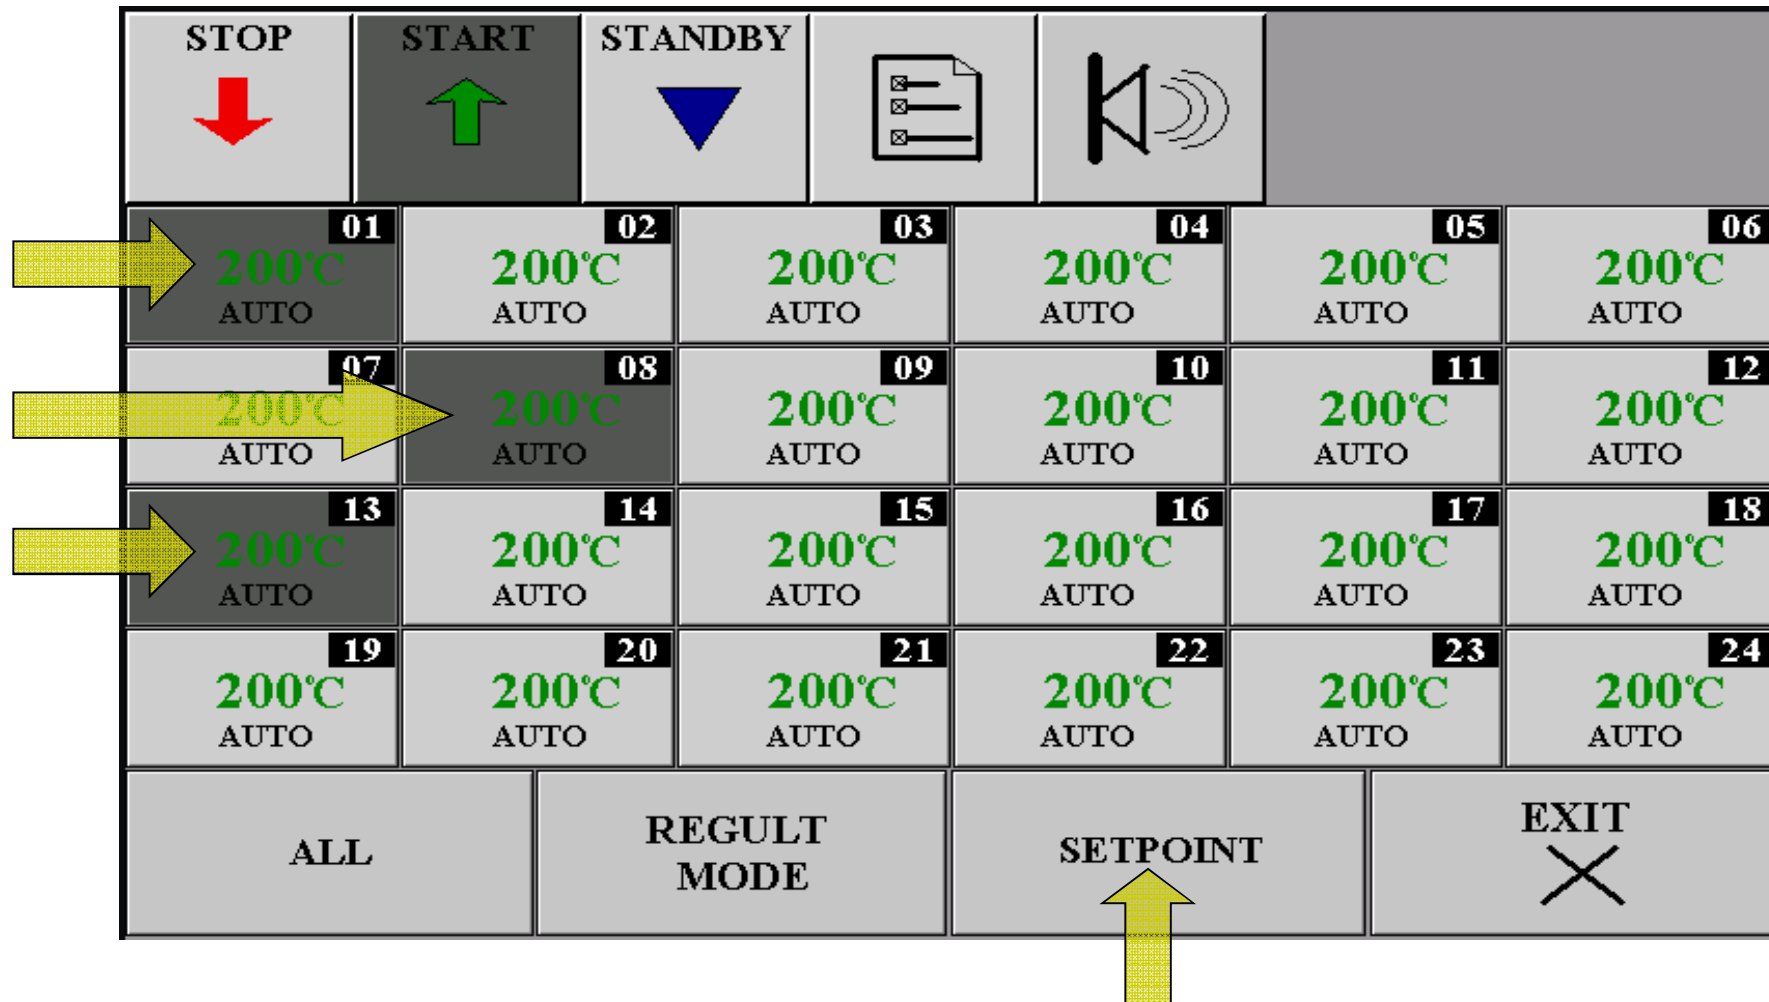 STOP START STANDBY
01 02 03 04 05 06
200°C 200°C 200°C 200°C 200°C 200°C
AUTO AUTO AUTO AUTO AUTO AUTO
07 08 09 10 11 12
200°C 200°C 200°C 200°C 200°C 200°C
AUTO AUTO AUTO AUTO AUTO AUTO
13 14 15 16 17 18
200°C 200°C 200°C 200°C 200°C 200°C
AUTO AUTO AUTO AUTO AUTO AUTO
19 20 21 22 23 24
200°C 200°C 200°C 200°C 200°C 200°C
AUTO AUTO AUTO AUTO AUTO AUTO
ALL
REGULT
MODE
SETPOINT
EXIT